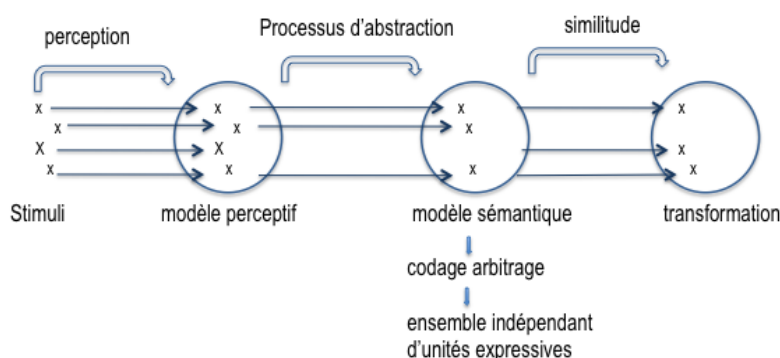 perception
Processus d'abstraction
similitude
x x x x
x x x x
X X
x x x x
Stimuli
modèle perceptif
modèle sémantique
transformation
codage arbitrage
ensemble indépendant
d'unités expressives